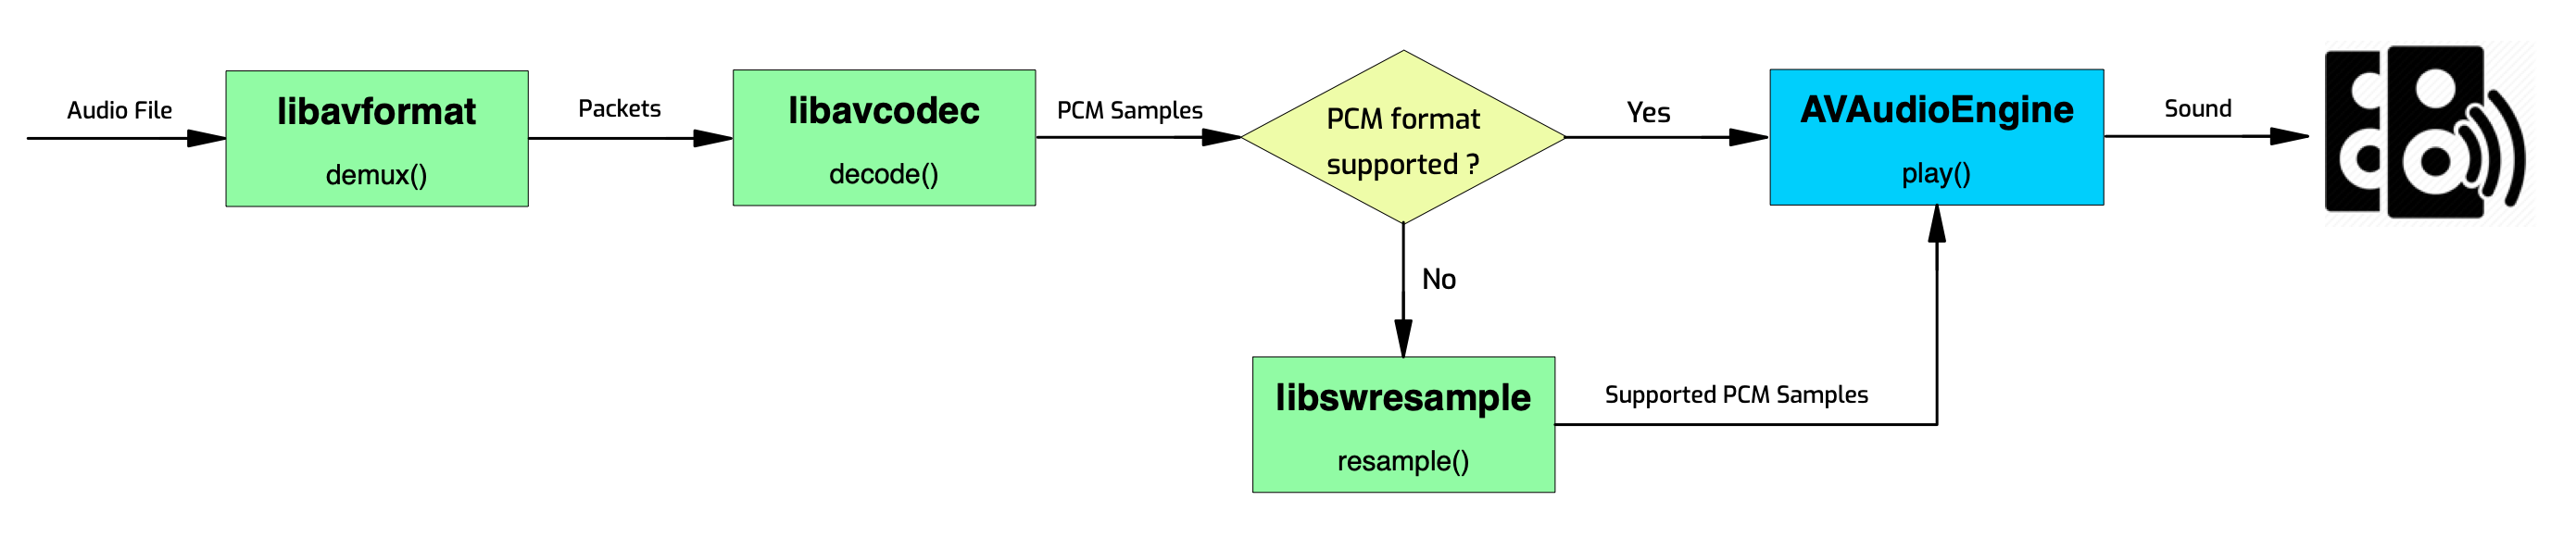 Audio File
libavformat
demux()
Packets
libavcodec
decode()
PCM Samples
PCM format
supported ?
Yes
AVAudioEngine
play()
Sound
No
libswresample
resample()
Supported PCM Samples